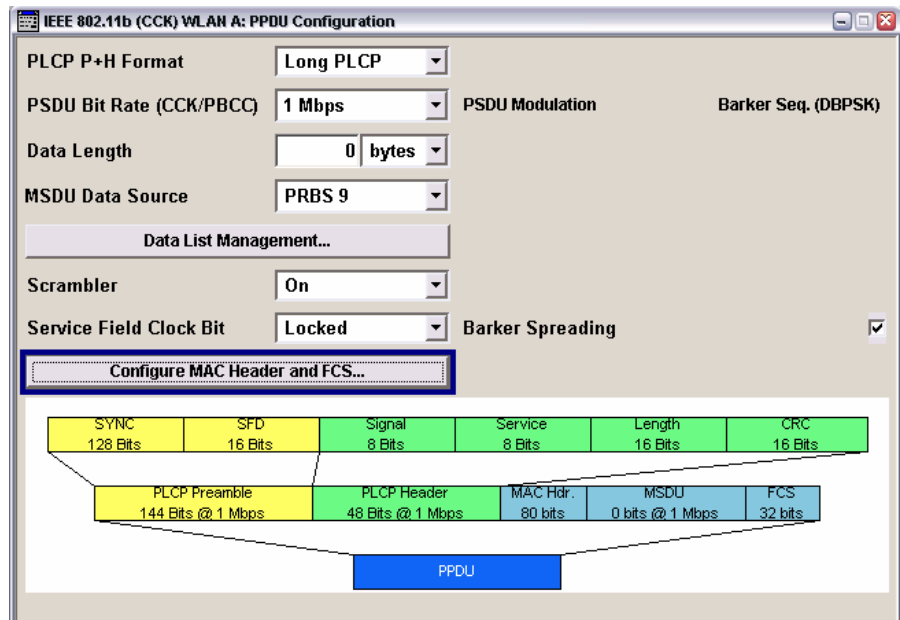 IEEE 802.11b (CCK) WLAN A: PPDU Configuration
PLCP P+H Format Long PLCP
PSDU Bit Rate (CCK/PBCC) 1 Mbps PSDU Modulation Barker Seq. (DBPSK)
Data Length 0 bytes
MSDU Data Source PRBS 9
Data List Management...
Scrambler On
Service Field Clock Bit Locked Barker Spreading
Configure MAC Header and FCS...
SYNC SFD Signal Service Length CRC
128 Bits 16 Bits 8 Bits 8 Bits 16 Bits 16 Bits
PLCP Preamble PLCP Header MAC Hdr. MSDU FCS
144 Bits @ 1 Mbps 48 Bits @ 1 Mbps 80 bits 0 bits @ 1 Mbps 32 bits
PPDU